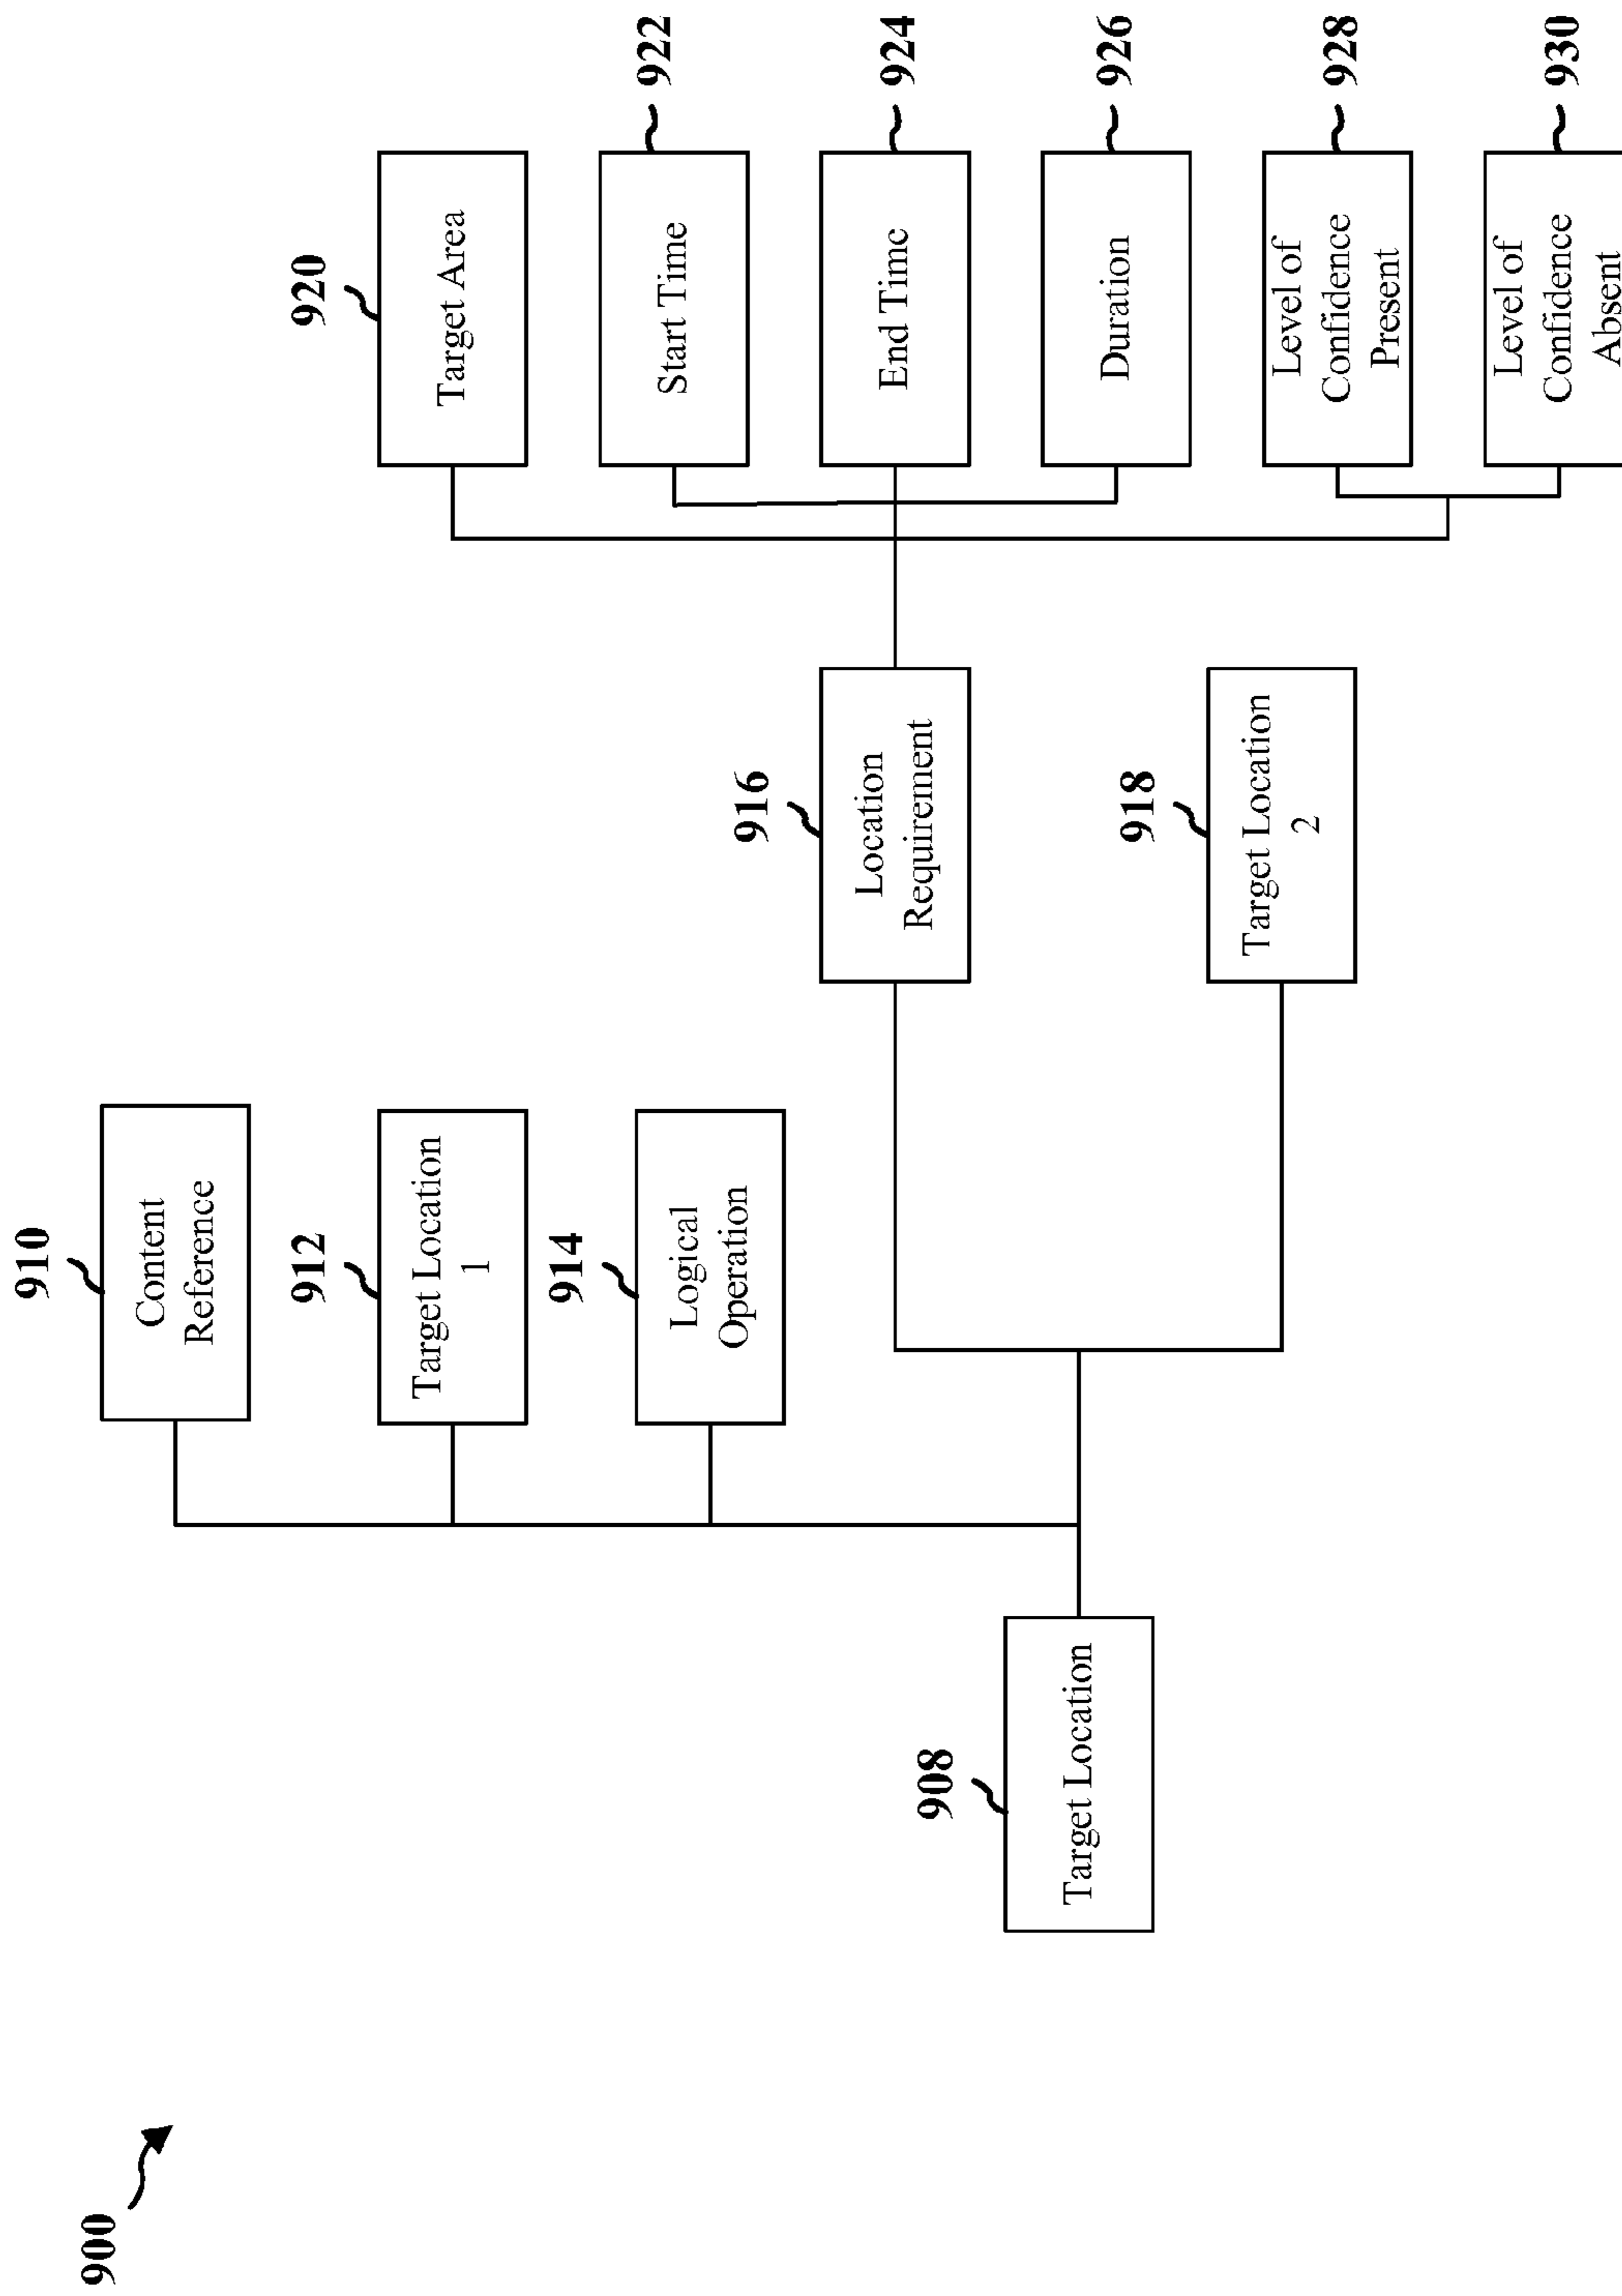 900
908
Target Location
910
Content
Reference
912
Target Location
1
914
Logical
Operation
916
Location
Requirement
918
Target Location
2
920
Target Area
Start Time
922
End Time
924
Duration
926
Level of
Confidence
Present
928
Level of
Confidence
Absent
930